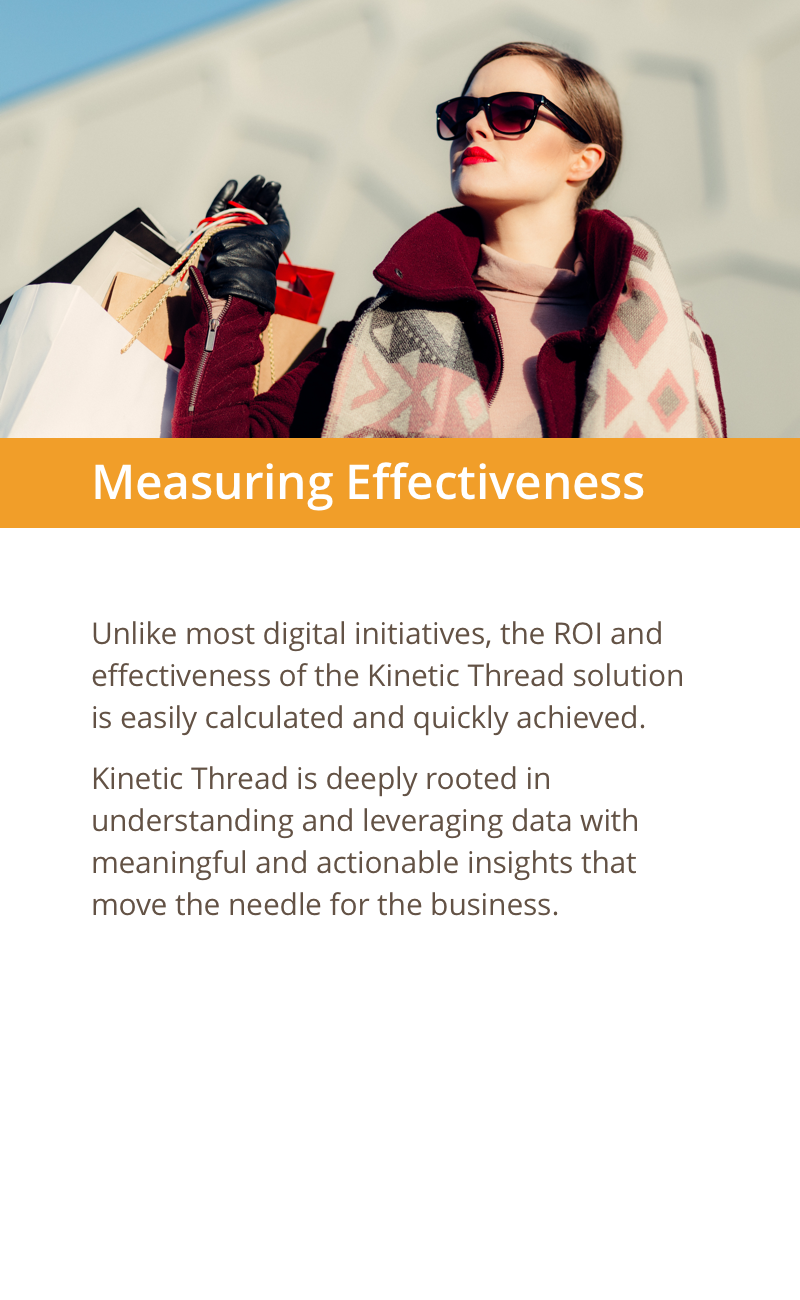 Measuring Effectiveness
Unlike most digital initiatives, the ROI and
effectiveness of the Kinetic Thread solution
is easily calculated and quickly achieved.
Kinetic Thread is deeply rooted in
understanding and leveraging data with
meaningful and actionable insights that
move the needle for the business.